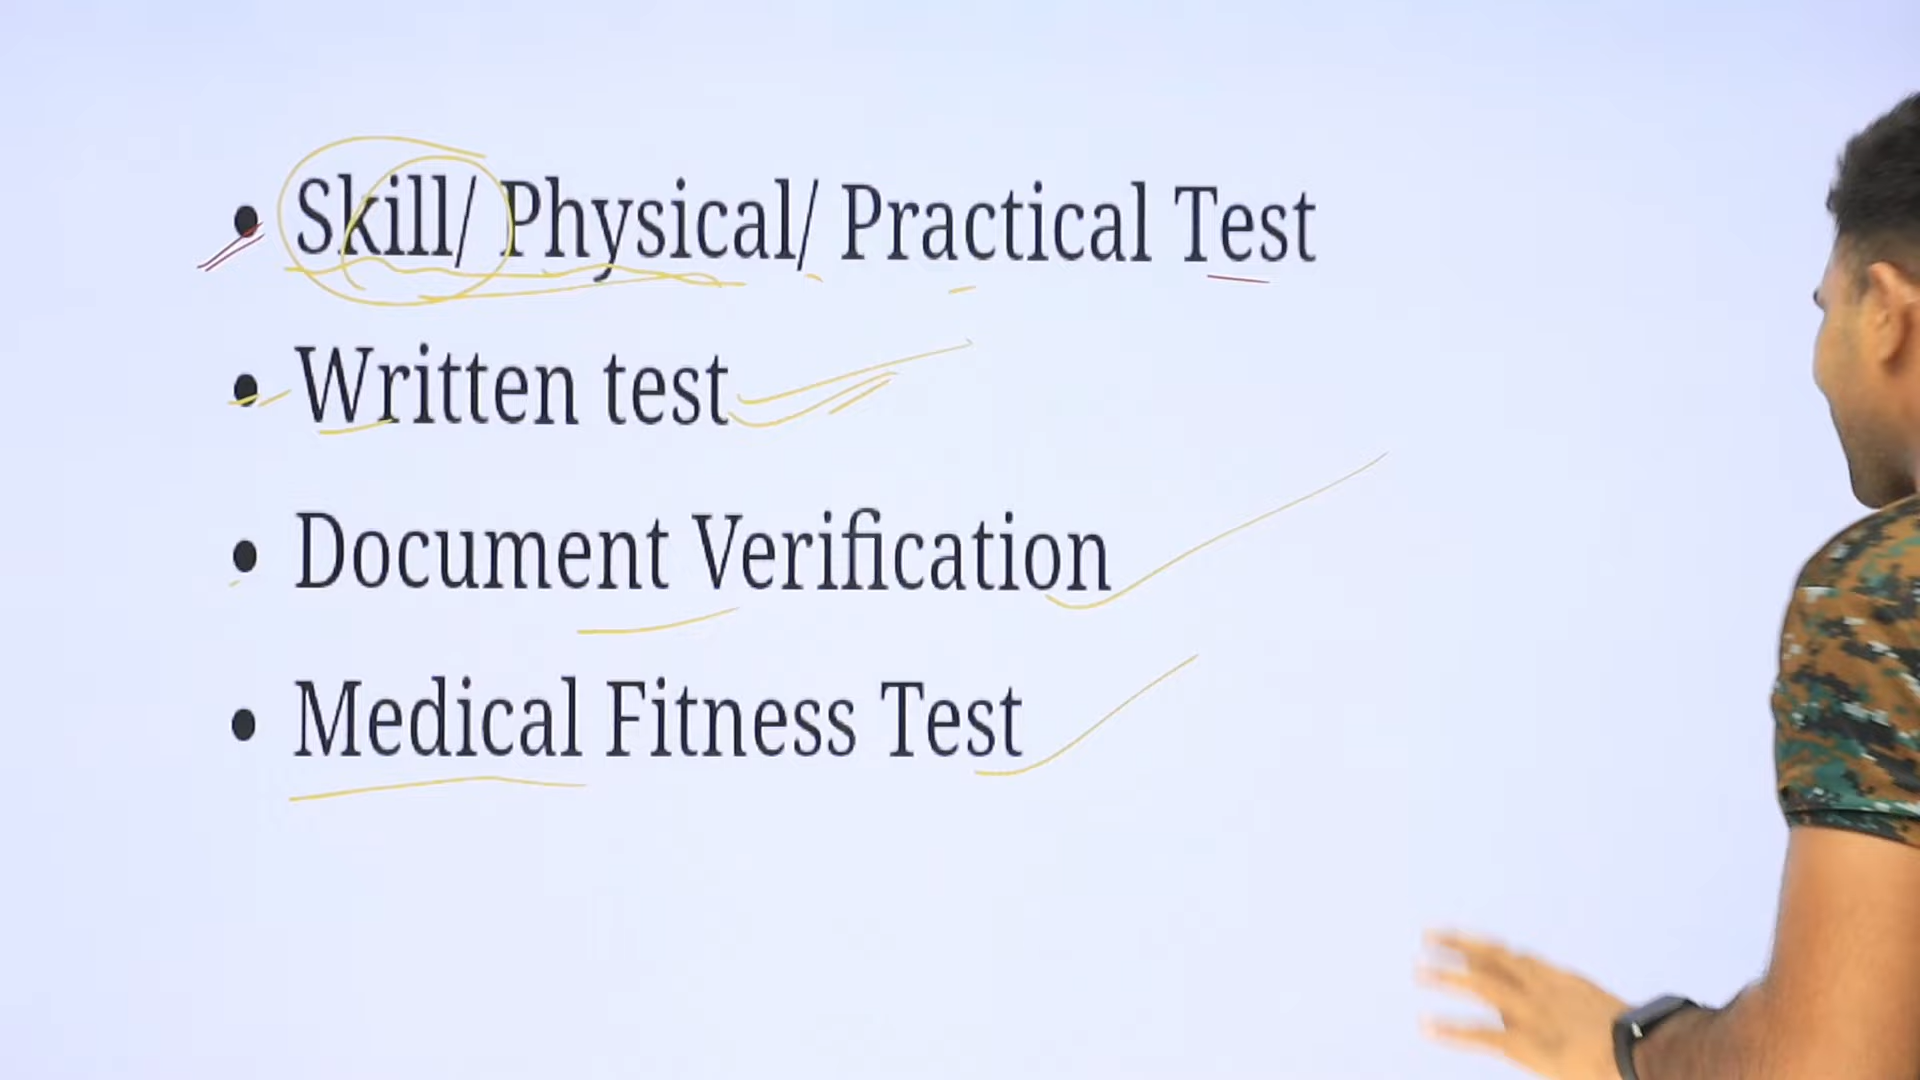 • Skill/ Physical/ Practical Test
• Written test
• Document Verification
• Medical Fitness Test